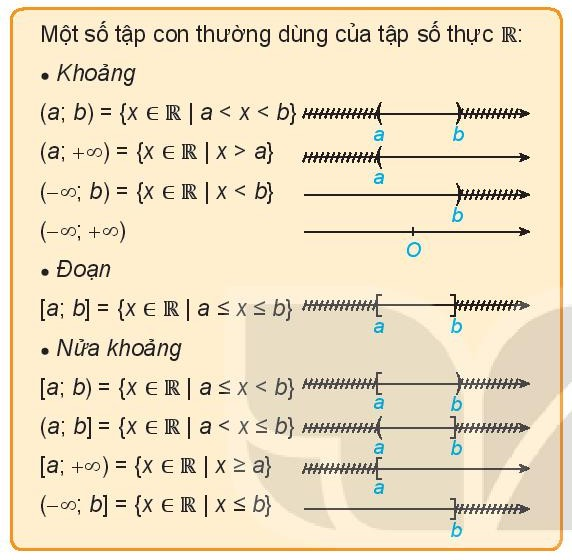 Một số tập con thường dùng của tập số thực ℝ:
• Khoảng
(a; b) = {x ∈ ℝ | a < x < b}
a b
(a; +∞) = {x ∈ ℝ | x > a}
a
(−∞; b) = {x ∈ ℝ | x < b}
b
(−∞; +∞)
O
• Đoạn
[a; b] = {x ∈ ℝ | a ≤ x ≤ b}
a b
• Nửa khoảng
[a; b) = {x ∈ ℝ | a ≤ x < b}
a b
(a; b] = {x ∈ ℝ | a < x ≤ b}
a b
[a; +∞) = {x ∈ ℝ | x ≥ a}
a
(−∞; b] = {x ∈ ℝ | x ≤ b}
b